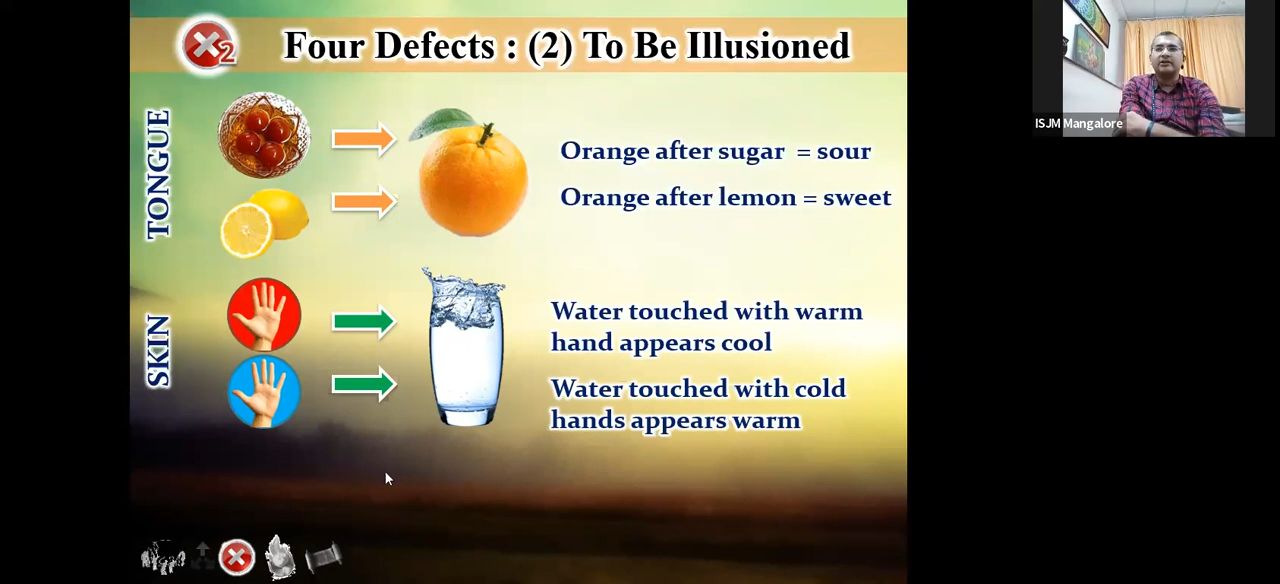 2
Four Defects : (2) To Be Illusioned
ISJM Mangalore
TONGUE
Orange after sugar = sour
Orange after lemon = sweet
SKIN
Water touched with warm
hand appears cool
Water touched with cold
hands appears warm